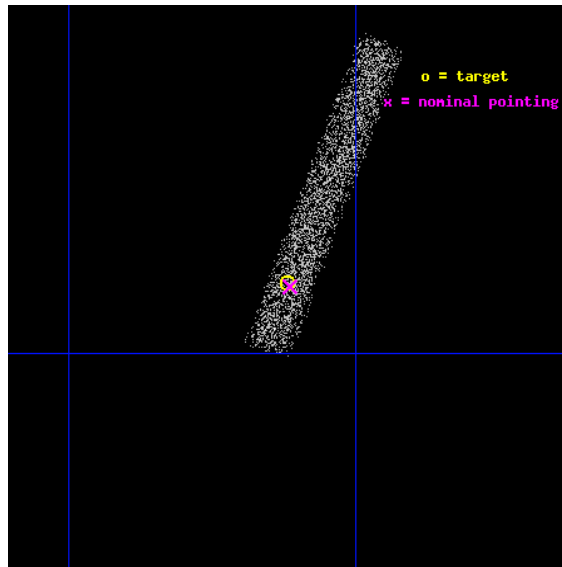 o = target
x = nominal pointing